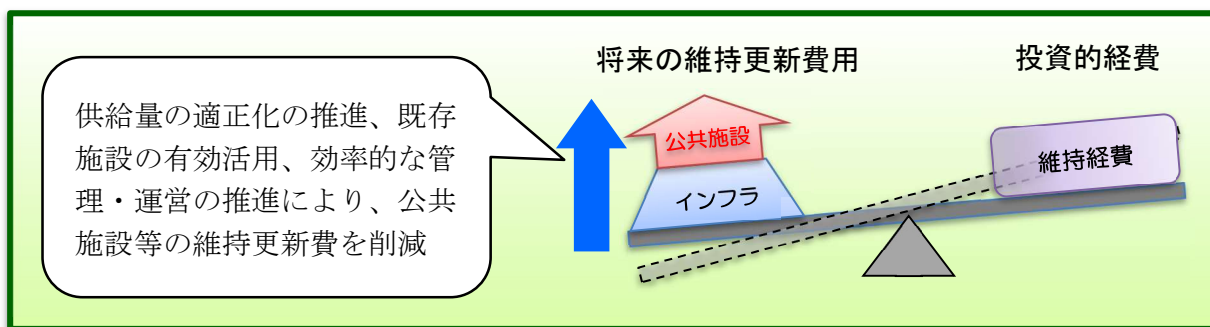 将来の維持更新費用
投資的経費
供給量の適正化の推進、既存
施設の有効活用、効率的な管
理・運営の推進により、公共
施設等の維持更新費を削減
公共施設
インフラ
維持経費